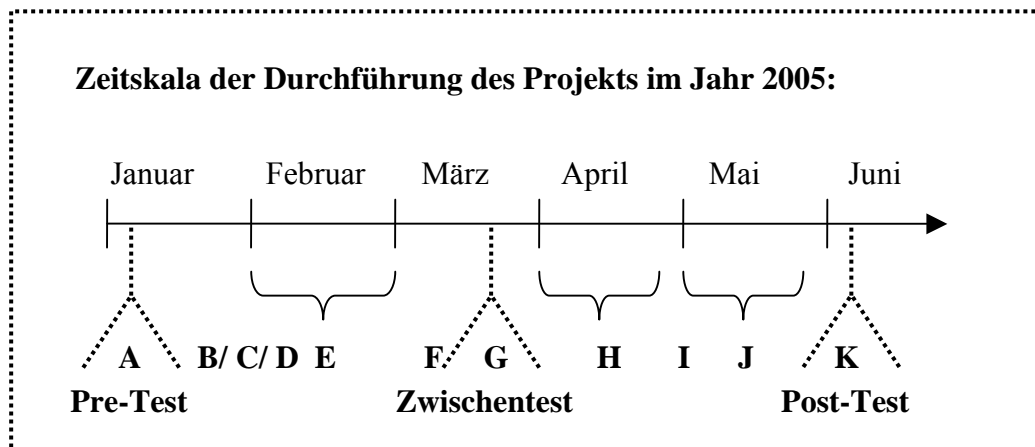 Zeitskala der Durchführung des Projekts im Jahr 2005:
Januar Februar März April Mai Juni
A B/ C/ D E F G H I J K
Pre-Test Zwischentest Post-Test